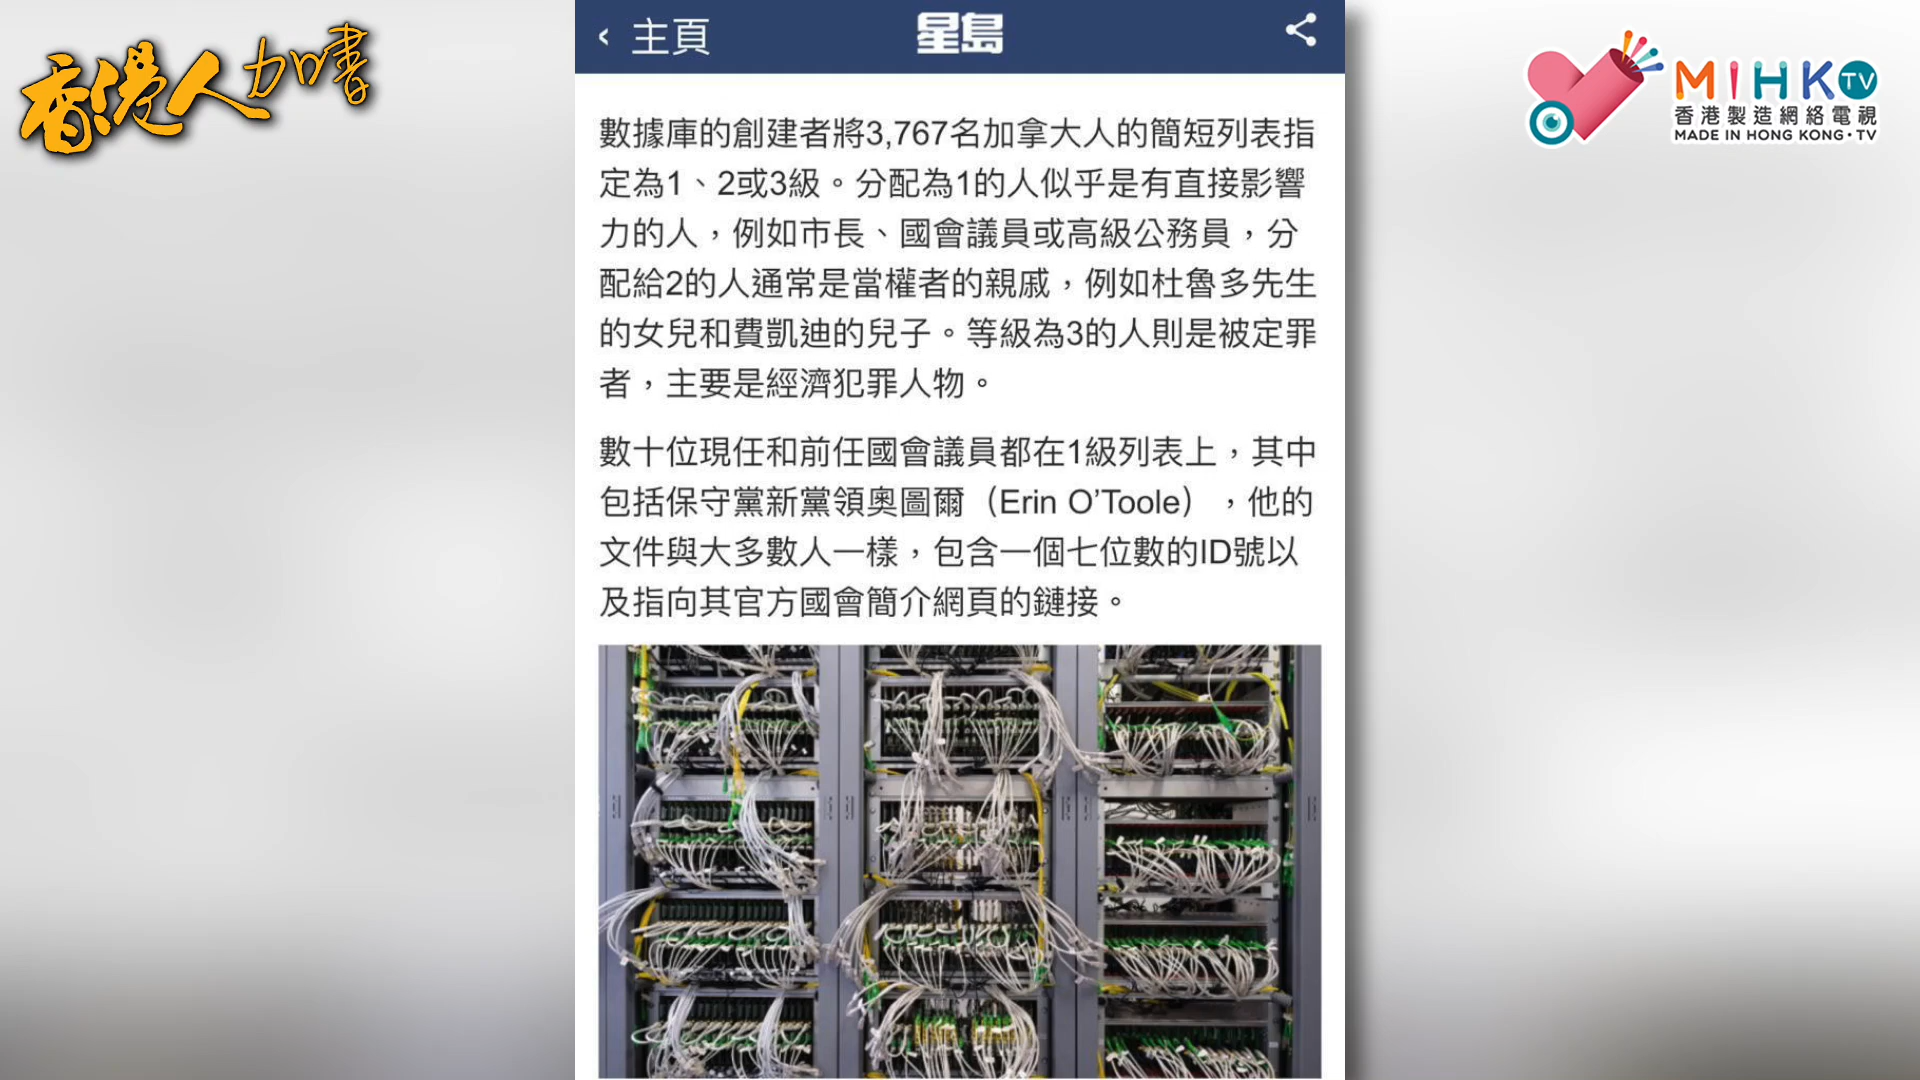 香港人加嘢
‹ 主頁
星島
MIHK TV
香港製造網絡電視
MADE IN HONG KONG·TV
數據庫的創建者將3,767名加拿大人的簡短列表指
定為1、2或3級。分配為1的人似乎是有直接影響
力的人，例如市長、國會議員或高級公務員，分
配給2的人通常是當權者的親戚，例如杜魯多先生
的女兒和費凱迪的兒子。等級為3的人則是被定罪
者，主要是經濟犯罪人物。
數十位現任和前任國會議員都在1級列表上，其中
包括保守黨新黨領奧圖爾（Erin O’Toole），他的
文件與大多數人一樣，包含一個七位數的ID號以
及指向其官方國會簡介網頁的鏈接。